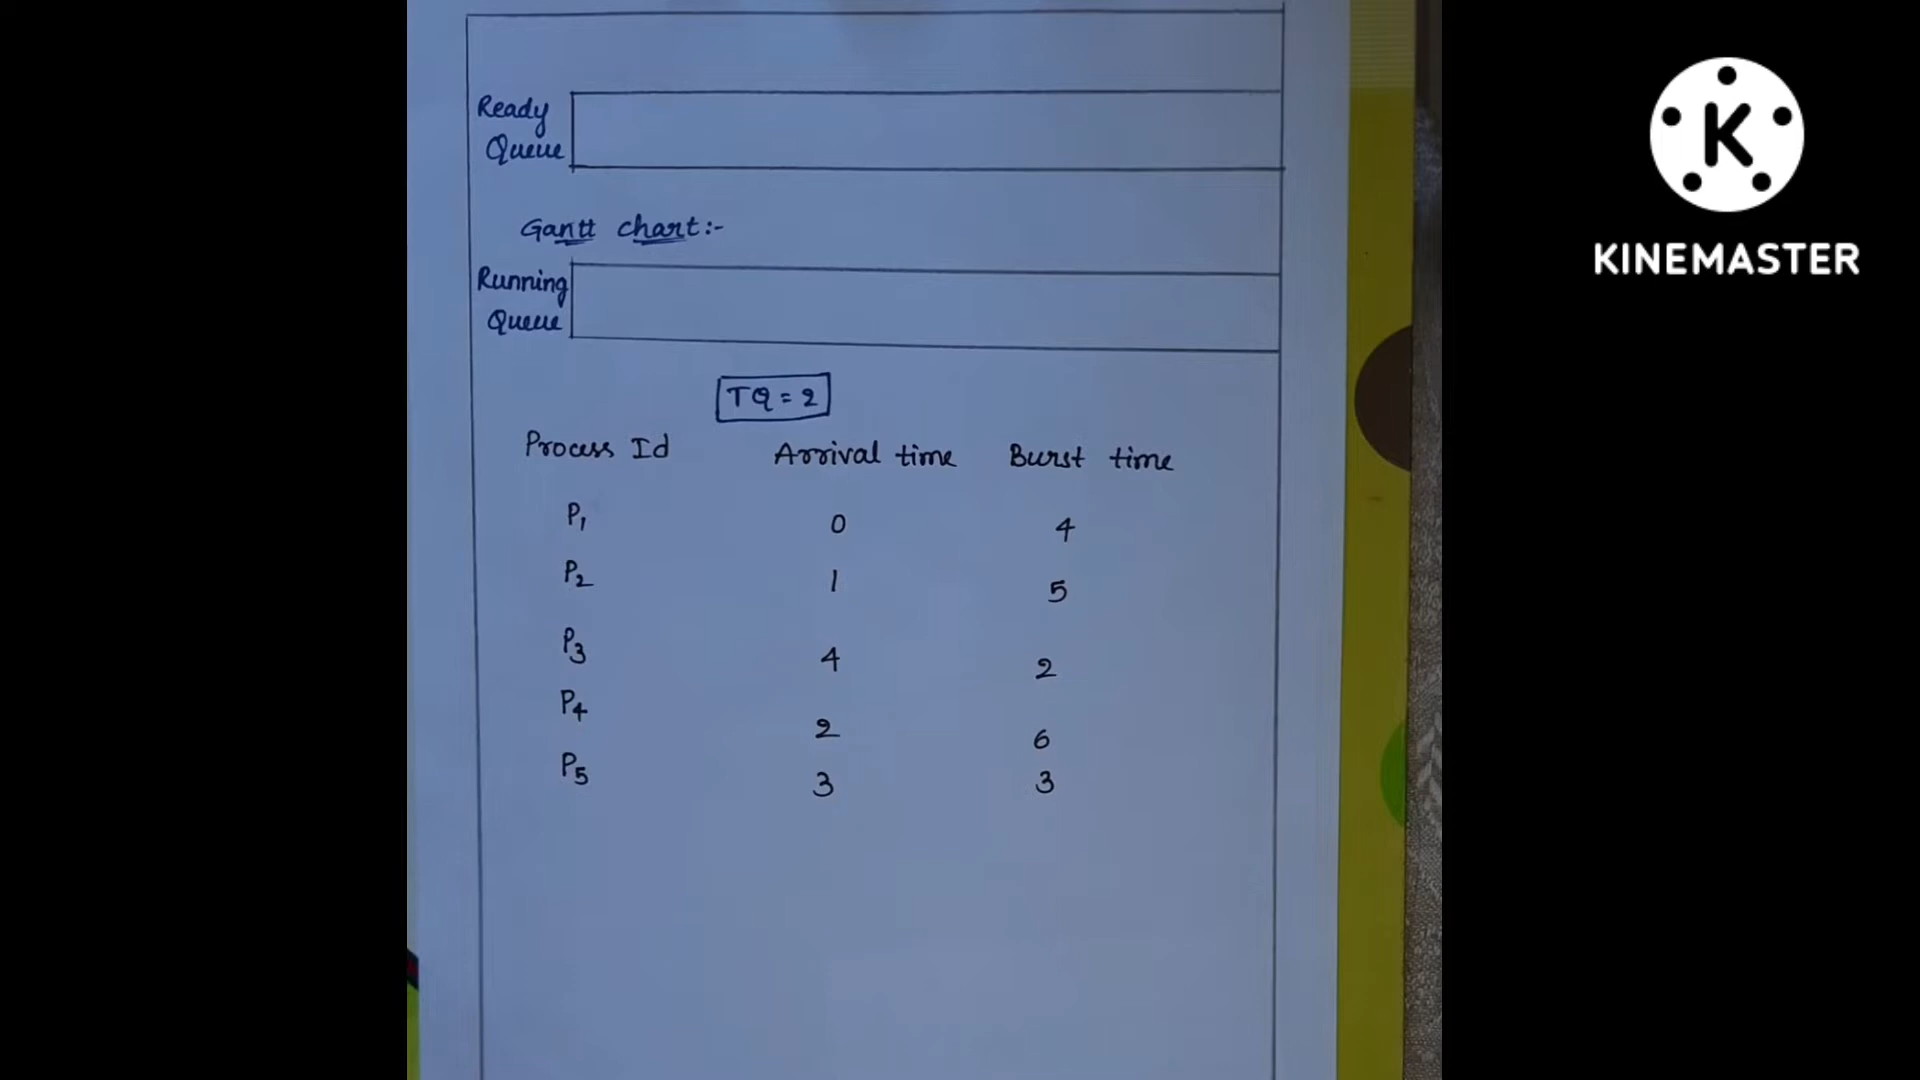 Ready
Queue
Gantt chart:-
Running
Queue
TQ = 2
Process Id Arrival time Burst time
P1 0 4
P2 1 5
P3 4 2
P4 2 6
P5 3 3
K
KINEMASTER